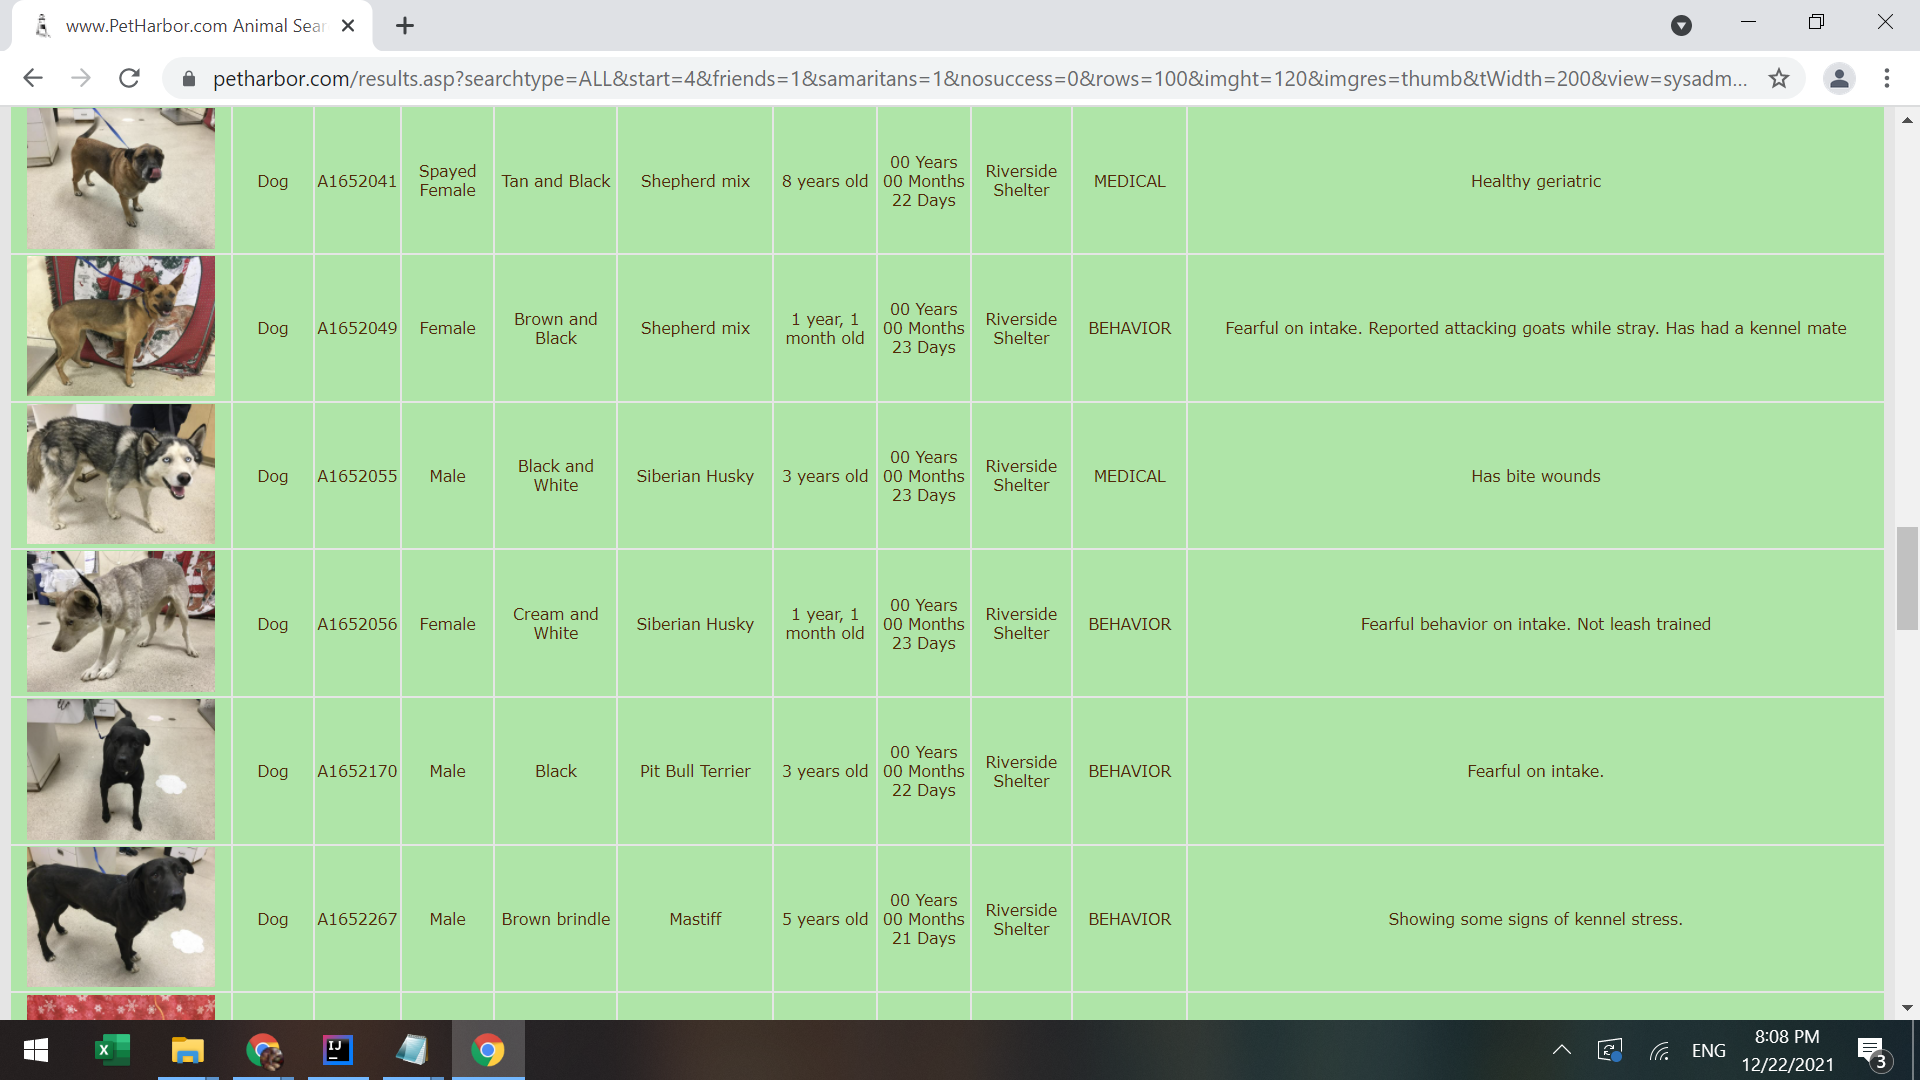 www.PetHarbor.com Animal Sear
petharbor.com/results.asp?searchtype=ALL&start=4&friends=1&samaritans=1&nosuccess=0&rows=100&imght=120&imgres=thumb&tWidth=200&view=sysadm...
Dog A1652041 Spayed Female Tan and Black Shepherd mix 8 years old 00 Years 00 Months 22 Days Riverside Shelter MEDICAL Healthy geriatric
Dog A1652049 Female Brown and Black Shepherd mix 1 year, 1 month old 00 Years 00 Months 23 Days Riverside Shelter BEHAVIOR Fearful on intake. Reported attacking goats while stray. Has had a kennel mate
Dog A1652055 Male Black and White Siberian Husky 3 years old 00 Years 00 Months 23 Days Riverside Shelter MEDICAL Has bite wounds
Dog A1652056 Female Cream and White Siberian Husky 1 year, 1 month old 00 Years 00 Months 23 Days Riverside Shelter BEHAVIOR Fearful behavior on intake. Not leash trained
Dog A1652170 Male Black Pit Bull Terrier 3 years old 00 Years 00 Months 22 Days Riverside Shelter BEHAVIOR Fearful on intake.
Dog A1652267 Male Brown brindle Mastiff 5 years old 00 Years 00 Months 21 Days Riverside Shelter BEHAVIOR Showing some signs of kennel stress.
IJ
ENG
8:08 PM
12/22/2021
3